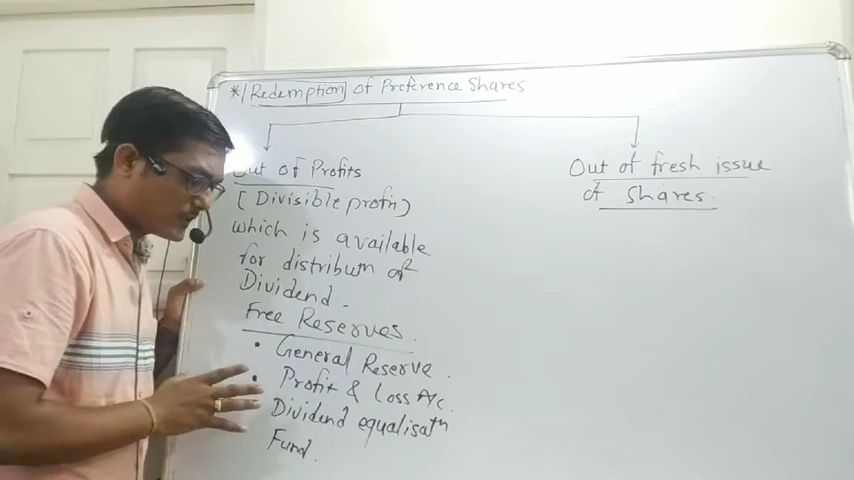 */ Redemption of Preference Shares
Out of Profits
[Divisible profit)
which is available
for distributn of
Dividend.
Free Reserves.
• General Reserve.
• Profit & Loss A/c.
Dividend equalisatn
Fund.
Out of fresh issue
of Shares.